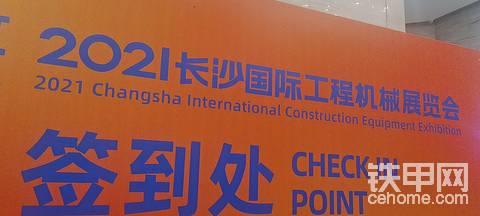 2021长沙国际工程机械展览会
2021 Changsha International Construction Equipment Exhibition
签到处
CHECK-IN
POINT
铁甲网
cehome.com